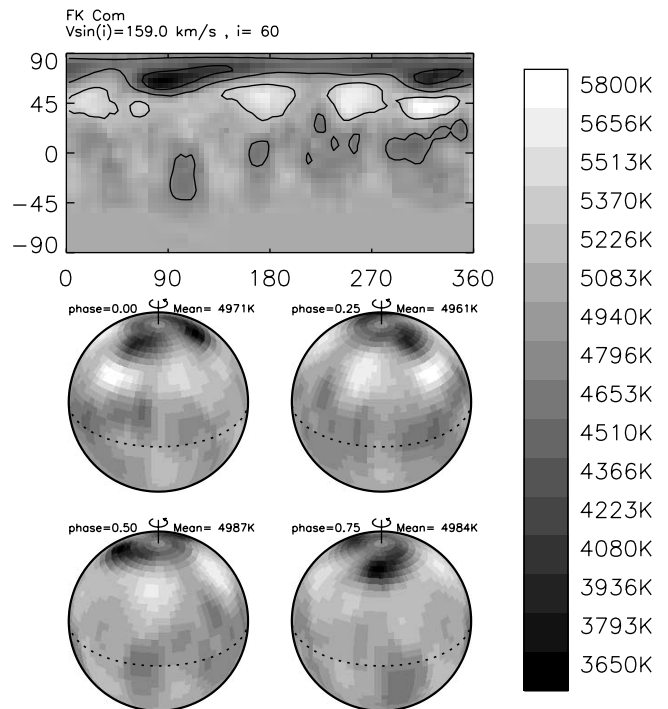 FK Com
Vsin(i)=159.0 km/s , i= 60
90
45
0
−45
−90
0 90 180 270 360
phase=0.00 Mean= 4971K
phase=0.25 Mean= 4961K
phase=0.50 Mean= 4987K
phase=0.75 Mean= 4984K
5800K
5656K
5513K
5370K
5226K
5083K
4940K
4796K
4653K
4510K
4366K
4223K
4080K
3936K
3793K
3650K